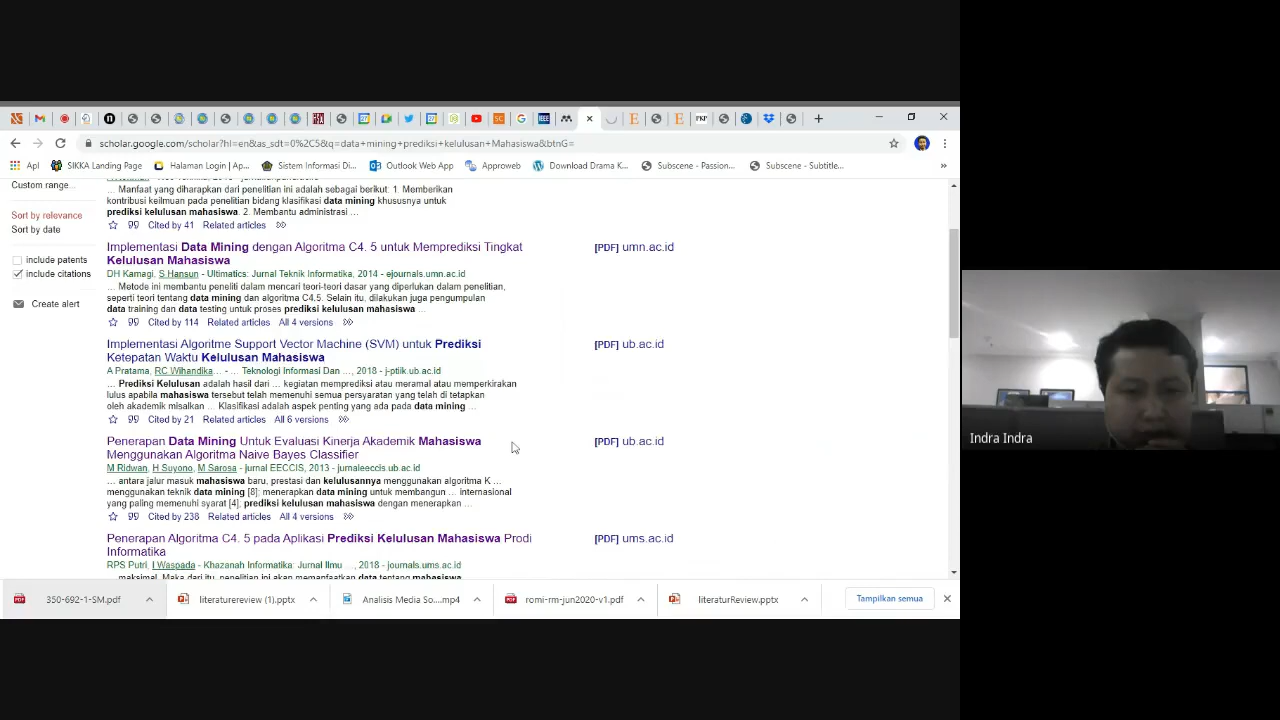 scholar.google.com/scholar?hl=en&as_sdt=0%2C5&q=data+mining+prediksi+kelulusan+Mahasiswa&btnG=
Apl
SIKKA Landing Page
Halaman Login | Ap...
Sistem Informasi Di...
Outlook Web App
Approweb
Download Drama K...
Subscene - Passion...
Subscene - Subtitle...
Custom range...
Sort by relevance
Sort by date
include patents
include citations
Create alert
... Manfaat yang diharapkan dari penelitian ini adalah sebagai berikut: 1. Memberikan
kontribusi keilmuan pada penelitian bidang klasifikasi data mining khususnya untuk
prediksi kelulusan mahasiswa. 2. Membantu administrasi ...
Cited by 41 Related articles
Implementasi Data Mining dengan Algoritma C4. 5 untuk Memprediksi Tingkat
Kelulusan Mahasiswa
[PDF] umn.ac.id
DH Kamagi, S Hansun - Ultimatics: Jurnal Teknik Informatika, 2014 - ejournals.umn.ac.id
... Metode ini membantu peneliti dalam mencari teori-teori dasar yang diperlukan dalam penelitian,
seperti teori tentang data mining dan algoritma C4.5. Selain itu, dilakukan juga pengumpulan
data training dan data testing untuk proses prediksi kelulusan mahasiswa ...
Cited by 114 Related articles All 4 versions
Implementasi Algoritme Support Vector Machine (SVM) untuk Prediksi
Ketepatan Waktu Kelulusan Mahasiswa
[PDF] ub.ac.id
A Pratama, RC Wihandika... - ... Teknologi Informasi Dan ..., 2018 - j-ptiik.ub.ac.id
... Prediksi Kelulusan adalah hasil dari ... kegiatan memprediksi atau meramal atau memperkirakan
lulus apabila mahasiswa tersebut telah memenuhi semua persyaratan yang telah di tetapkan
oleh akademik misalkan ... Klasifikasi adalah aspek penting yang ada pada data mining ...
Cited by 21 Related articles All 6 versions
Penerapan Data Mining Untuk Evaluasi Kinerja Akademik Mahasiswa
Menggunakan Algoritma Naive Bayes Classifier
[PDF] ub.ac.id
M Ridwan, H Suyono, M Sarosa - jurnal EECCIS, 2013 - jurnaleeccis.ub.ac.id
... antara jalur masuk mahasiswa baru, prestasi dan kelulusannya menggunakan algoritma K ...
menggunakan teknik data mining [8]: menerapkan data mining untuk membangun ... internasional
yang paling memenuhi syarat [4], prediksi kelulusan mahasiswa dengan menerapkan ...
Cited by 238 Related articles All 4 versions
Penerapan Algoritma C4. 5 pada Aplikasi Prediksi Kelulusan Mahasiswa Prodi
Informatika
[PDF] ums.ac.id
RPS Putri, I Waspada - Khazanah Informatika: Jurnal Ilmu ..., 2018 - journals.ums.ac.id
... maksimal. Maka dari itu, penelitian ini akan memanfaatkan data tentang mahasiswa
350-692-1-SM.pdf
literaturereview (1).pptx
Analisis Media So....mp4
romi-rm-jun2020-v1.pdf
literaturReview.pptx
Tampilkan semua
Indra Indra